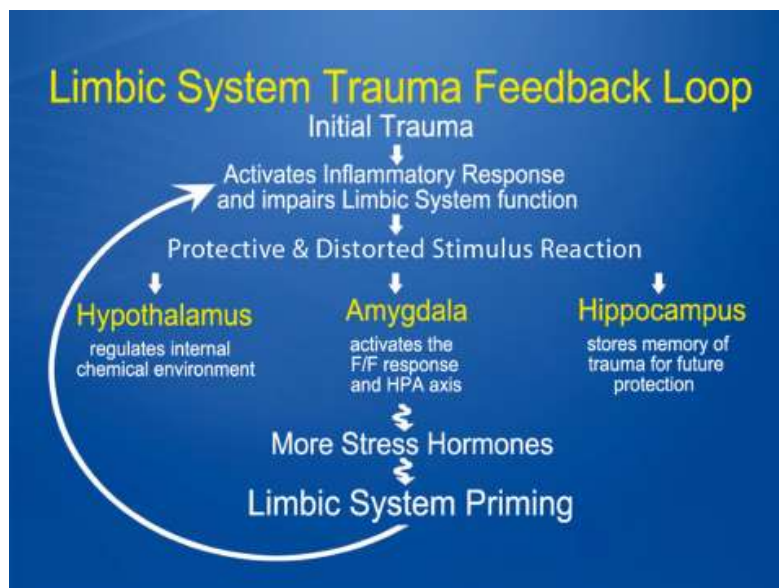 Limbic System Trauma Feedback Loop
Initial Trauma
Activates Inflammatory Response
and impairs Limbic System function
Protective & Distorted Stimulus Reaction
Hypothalamus
regulates internal
chemical environment
Amygdala
activates the
F/F response
and HPA axis
Hippocampus
stores memory of
trauma for future
protection
More Stress Hormones
Limbic System Priming